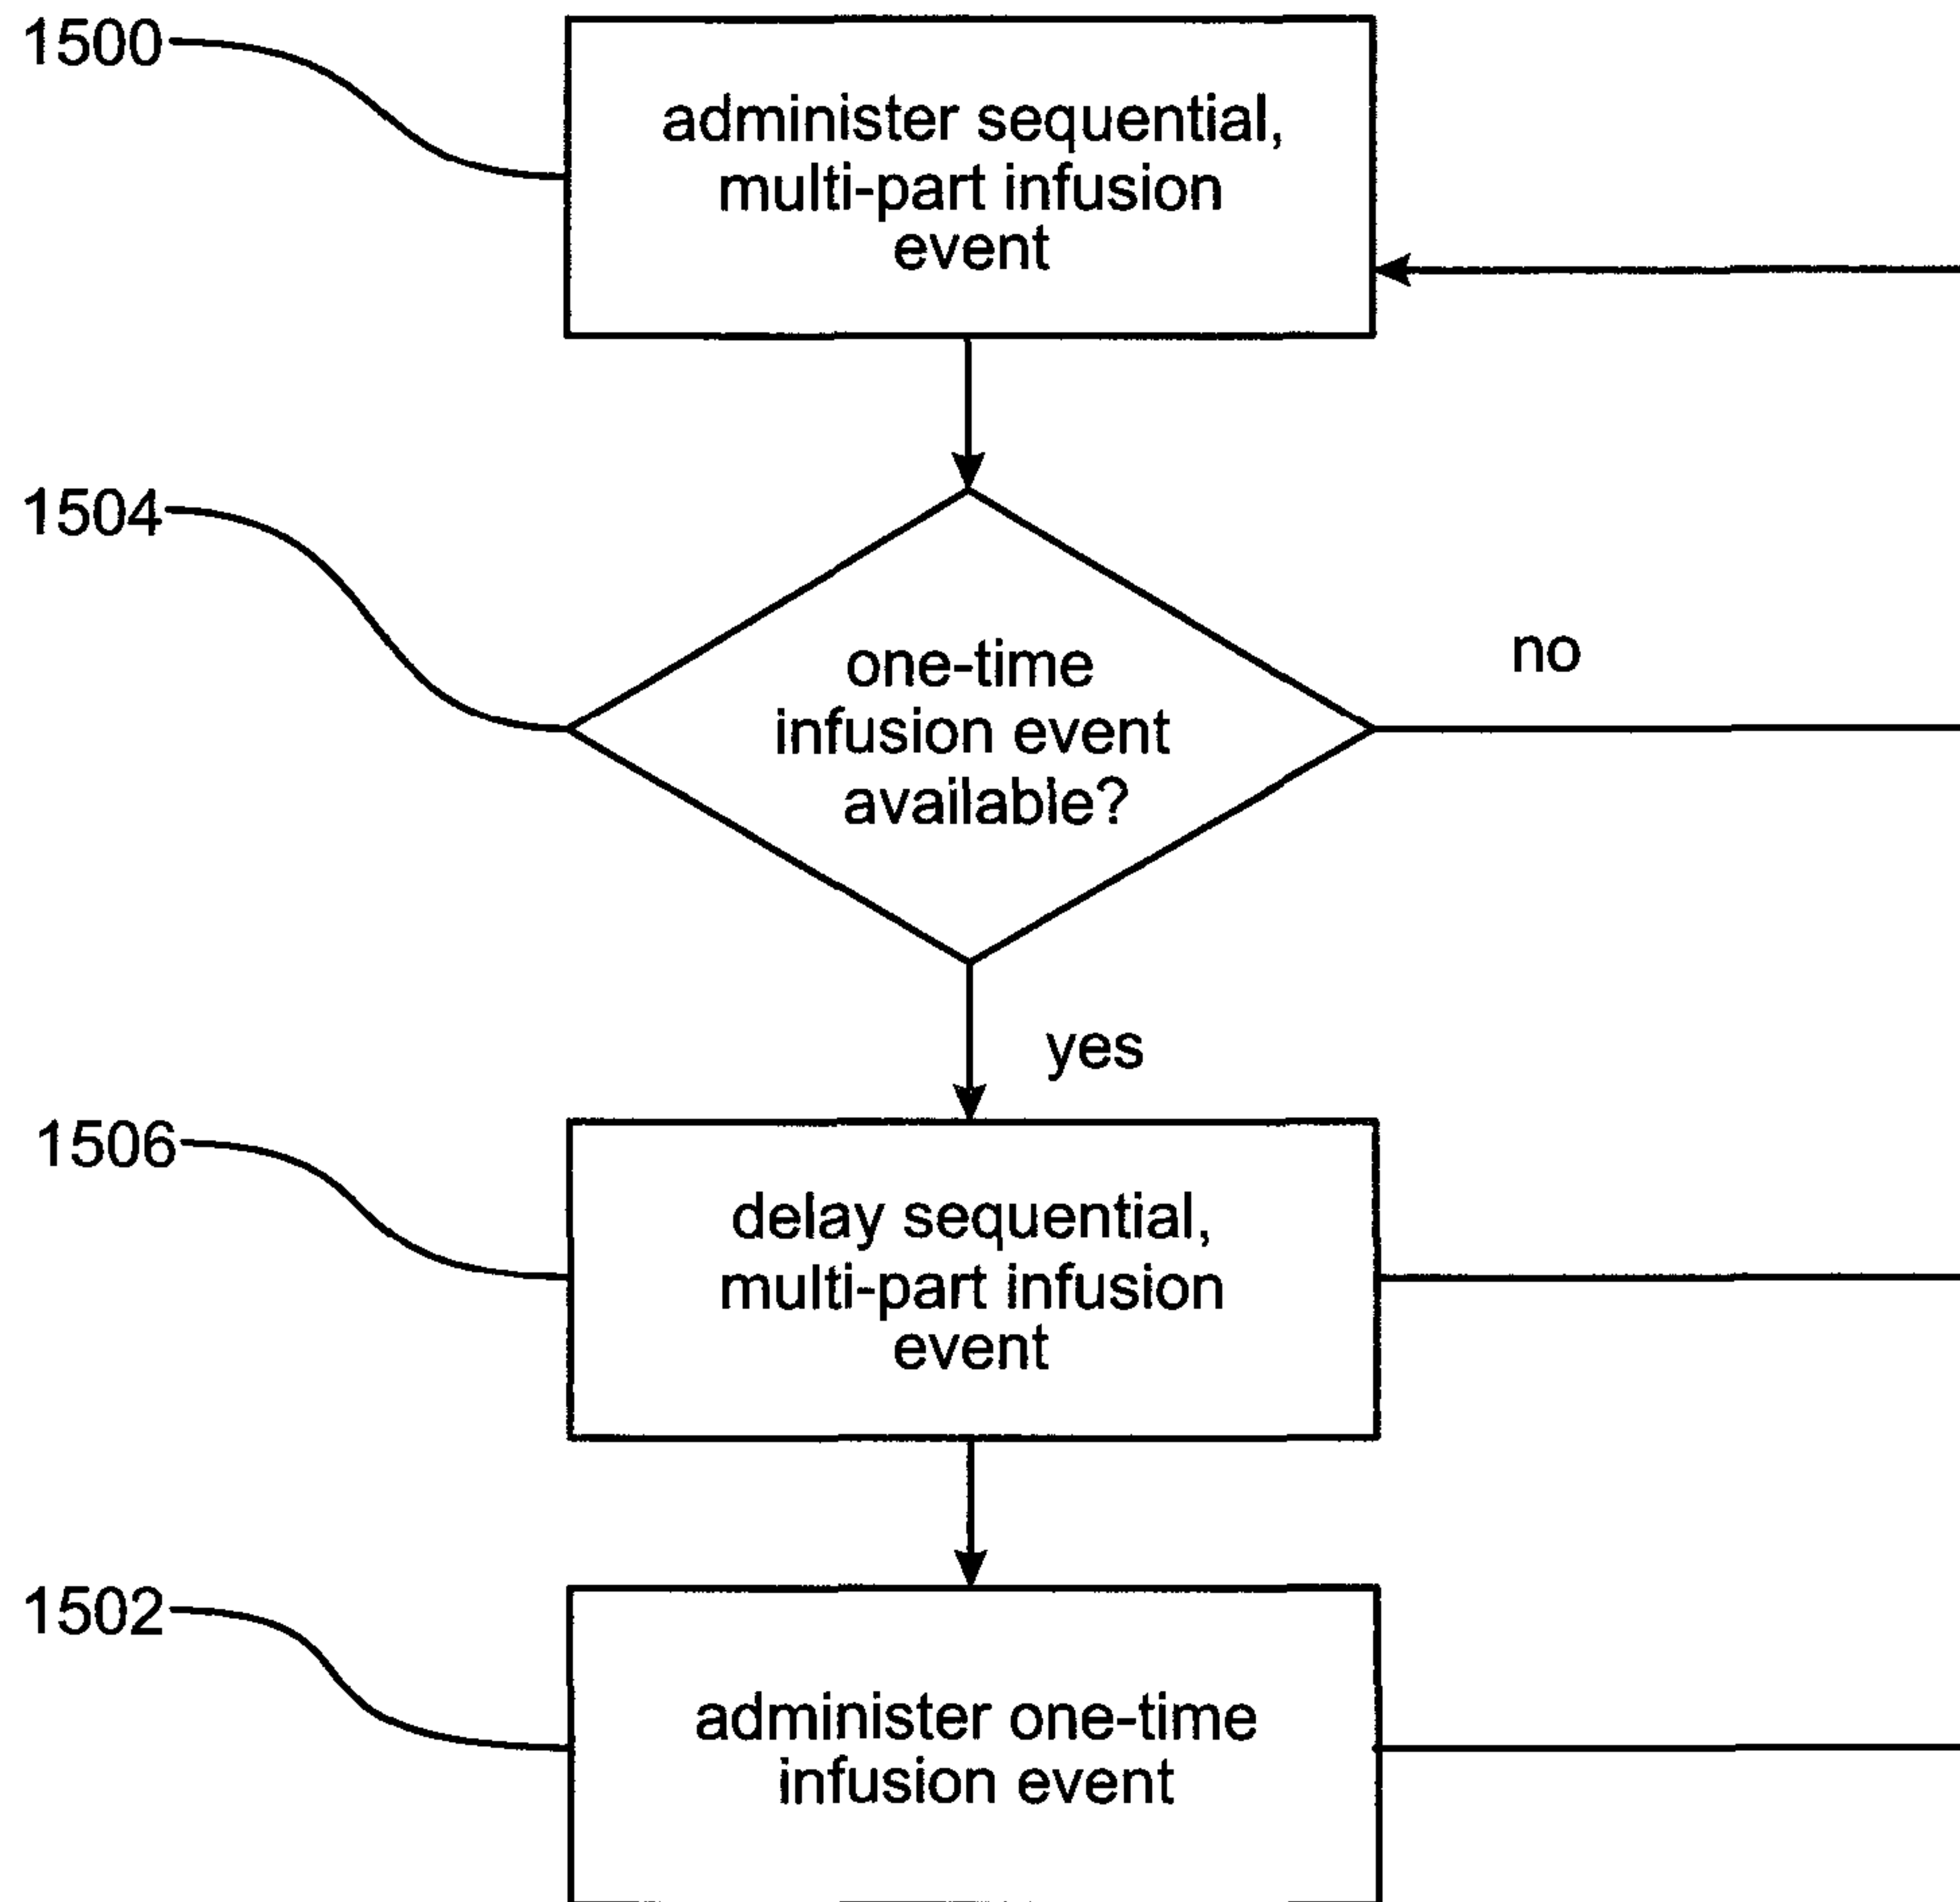 1500
administer sequential,
multi-part infusion
event
1504
one-time
infusion event
available?
no
yes
1506
delay sequential,
multi-part infusion
event
1502
administer one-time
infusion event